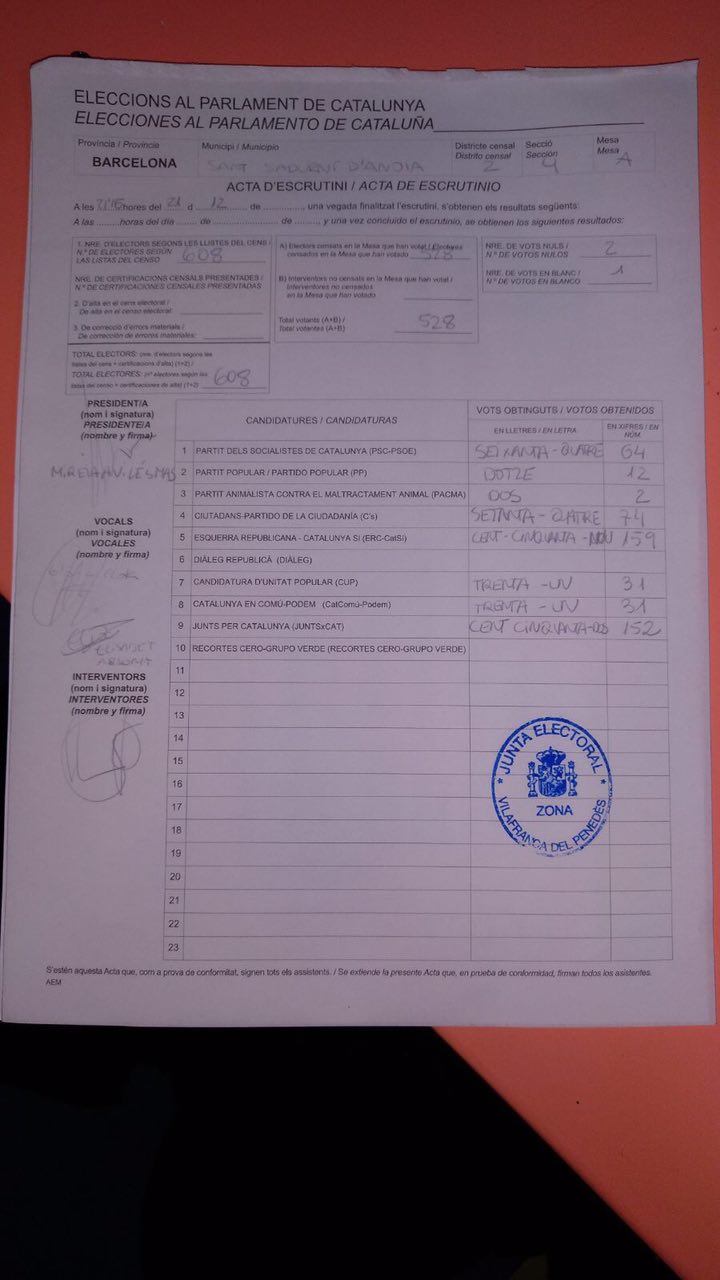 ELECCIONS AL PARLAMENT DE CATALUNYA
ELECCIONES AL PARLAMENTO DE CATALUÑA
Província / Provincia
BARCELONA
Municipi / Municipio
SANT SADURNÍ D'ANOIA
Districte censal
Distrito censal
2
Secció
Sección
4
Mesa
Mesa
A
ACTA D'ESCRUTINI / ACTA DE ESCRUTINIO
A les hores del 21 d 12 de ............... , una vegada finalitzat l'escrutini, s'obtenen els resultats següents:
A las ........horas del día ....... de .................... de ........, y una vez concluido el escrutinio, se obtienen los siguientes resultados:
1. NRE. D'ELECTORS SEGONS LES LLISTES DEL CENS /
N.º DE ELECTORES SEGÚN
LAS LISTAS DEL CENSO 608
NRE. DE CERTIFICACIONS CENSALS PRESENTADES /
N.º DE CERTIFICACIONES CENSALES PRESENTADAS
2. D'alta en el cens electoral /
De alta en el censo electoral:
3. De correcció d'errors materials /
De corrección de errores materiales:
TOTAL ELECTORS: (nre. d'electors segons les
llistes del cens + certificacions d'alta) (1+2) /
TOTAL ELECTORES: (nº electores según las
listas del censo + certificaciones de alta) (1+2) 608
A) Electors censats en la Mesa que han votat / Electores
censados en la Mesa que han votado 528
B) Interventors no censats en la Mesa que han votat /
Interventores no censados
en la Mesa que han votado
Total votants (A+B) /
Total votantes (A+B) 528
NRE. DE VOTS NULS /
N.º DE VOTOS NULOS 2
NRE. DE VOTS EN BLANC /
N.º DE VOTOS EN BLANCO 1
PRESIDENT/A
(nom i signatura)
PRESIDENTE/A
(nombre y firma)
VOCALS
(nom i signatura)
VOCALES
(nombre y firma)
INTERVENTORS
(nom i signatura)
INTERVENTORES
(nombre y firma)
CANDIDATURES / CANDIDATURAS
VOTS OBTINGUTS / VOTOS OBTENIDOS
EN LLETRES / EN LETRA
EN XIFRES / EN NÚM.
1 PARTIT DELS SOCIALISTES DE CATALUNYA (PSC-PSOE) SEIXANTA-QUATRE 64
2 PARTIT POPULAR / PARTIDO POPULAR (PP) DOTZE 12
3 PARTIT ANIMALISTA CONTRA EL MALTRACTAMENT ANIMAL (PACMA) DOS 2
4 CIUTADANS-PARTIDO DE LA CIUDADANÍA (C's) SETANTA-QUATRE 74
5 ESQUERRA REPUBLICANA - CATALUNYA SI (ERC-CatSí) CENT-CINQUANTA-NOU 159
6 DIÀLEG REPUBLICÀ (DIÀLEG)
7 CANDIDATURA D'UNITAT POPULAR (CUP) TRENTA-UN 31
8 CATALUNYA EN COMÚ-PODEM (CatComú-Podem) TRENTA-UN 31
9 JUNTS PER CATALUNYA (JUNTSxCAT) CENT CINQUANTA-DOS 152
10 RECORTES CERO-GRUPO VERDE (RECORTES CERO-GRUPO VERDE)
11
12
13
14
15
16
17
18
19
20
21
22
23
JUNTA ELECTORAL
ZONA
VILAFRANCA DEL PENEDÈS
S'estén aquesta Acta que, com a prova de conformitat, signen tots els assistents. / Se extiende la presente Acta que, en prueba de conformidad, firman todos los asistentes.
AEM